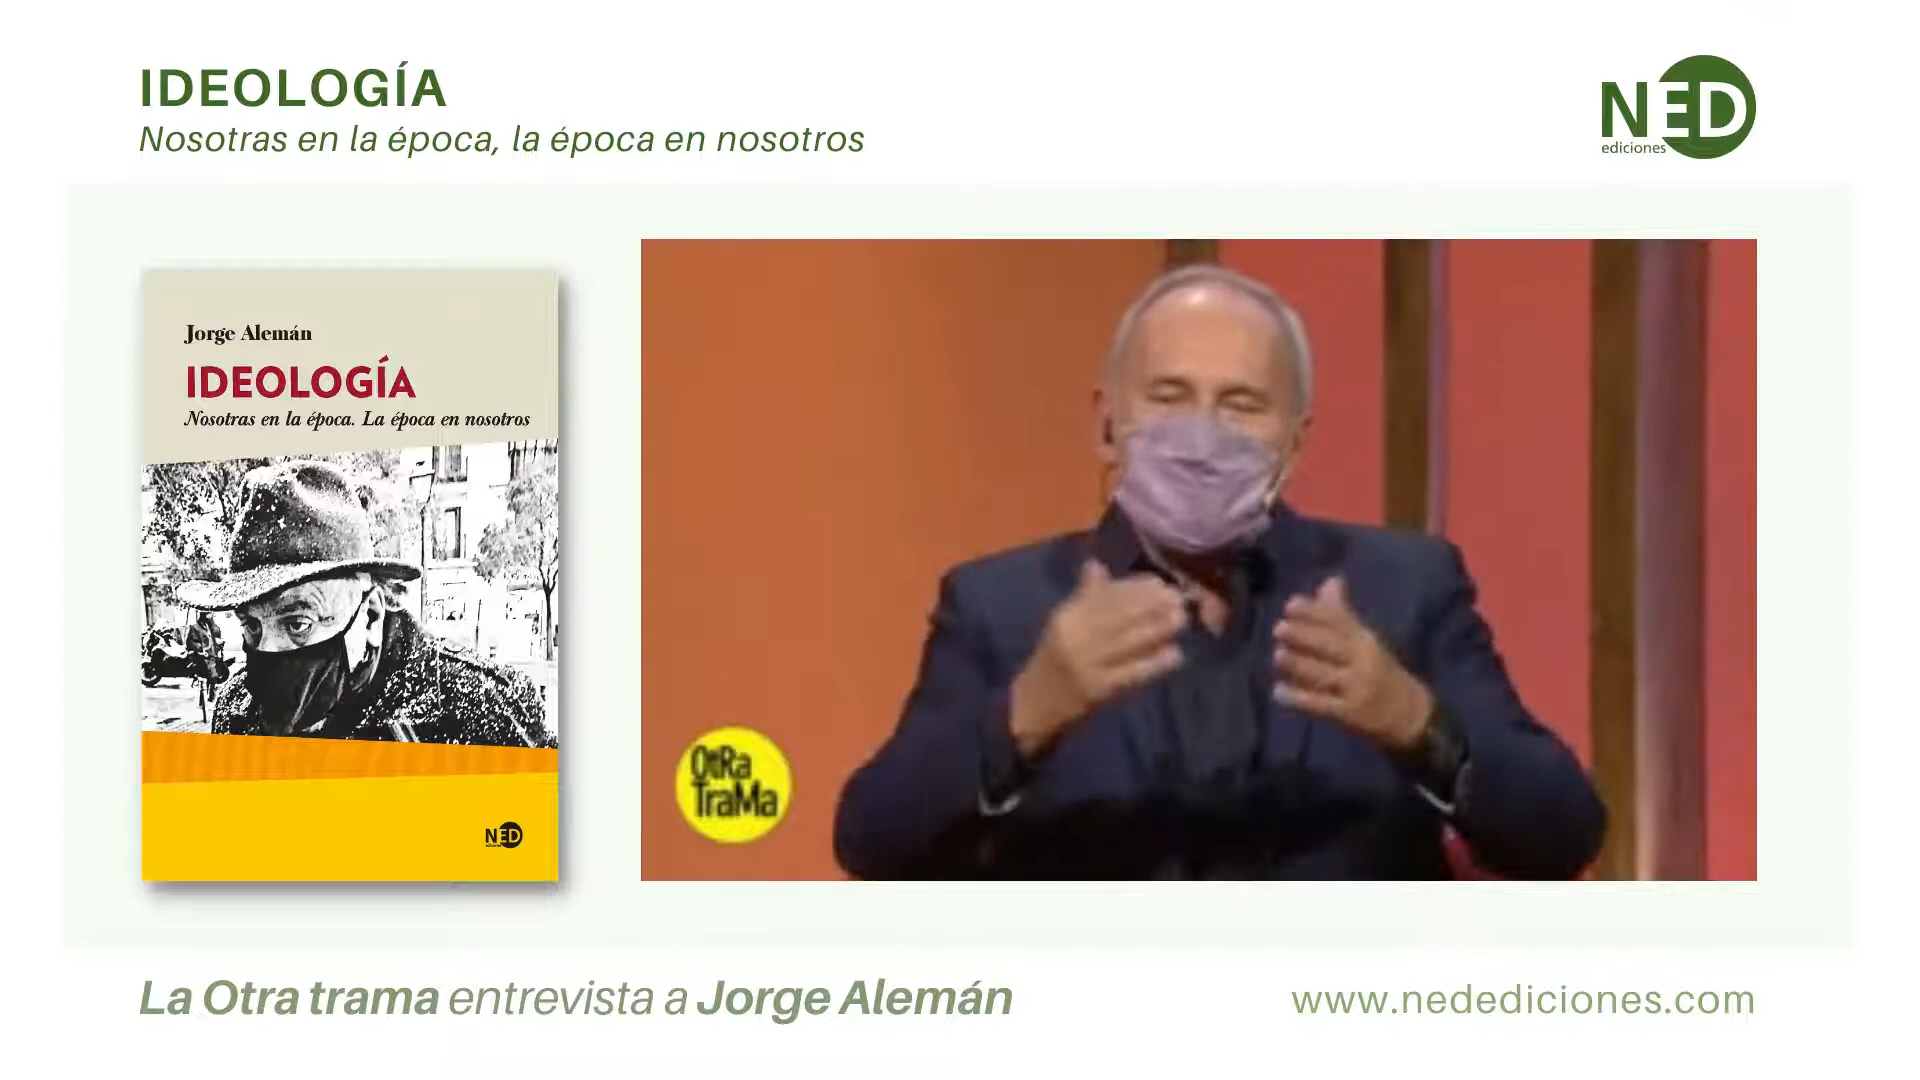 IDEOLOGÍA
Nosotras en la época, la época en nosotros
NED
ediciones
Jorge Alemán
IDEOLOGÍA
Nosotras en la época. La época en nosotros
NED
ediciones
OtRa
TraMa
La Otra trama entrevista a Jorge Alemán
www.nedediciones.com